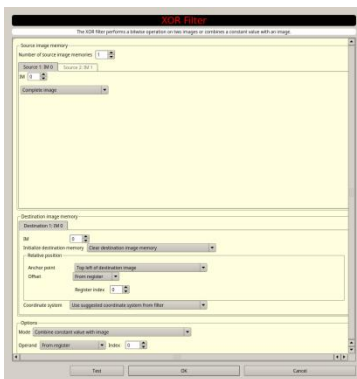 XOR Filter
The XOR filter performs a bitwise operation on two images or combines a constant value with an image.
Source image memory
Number of source image memories: 1
Source 1: IM 0 Source 2: IM 1
IM 0
Complete image
Destination image memory
Destination 1: IM 0
IM 0
Initialize destination memory Clear destination image memory
Relative position
Anchor point Top left of destination image
Offset From register
Register index 0
Coordinate system Use suggested coordinate system from filter
Options
Mode Combine constant value with image
Operand From register Index 0
Test OK Cancel